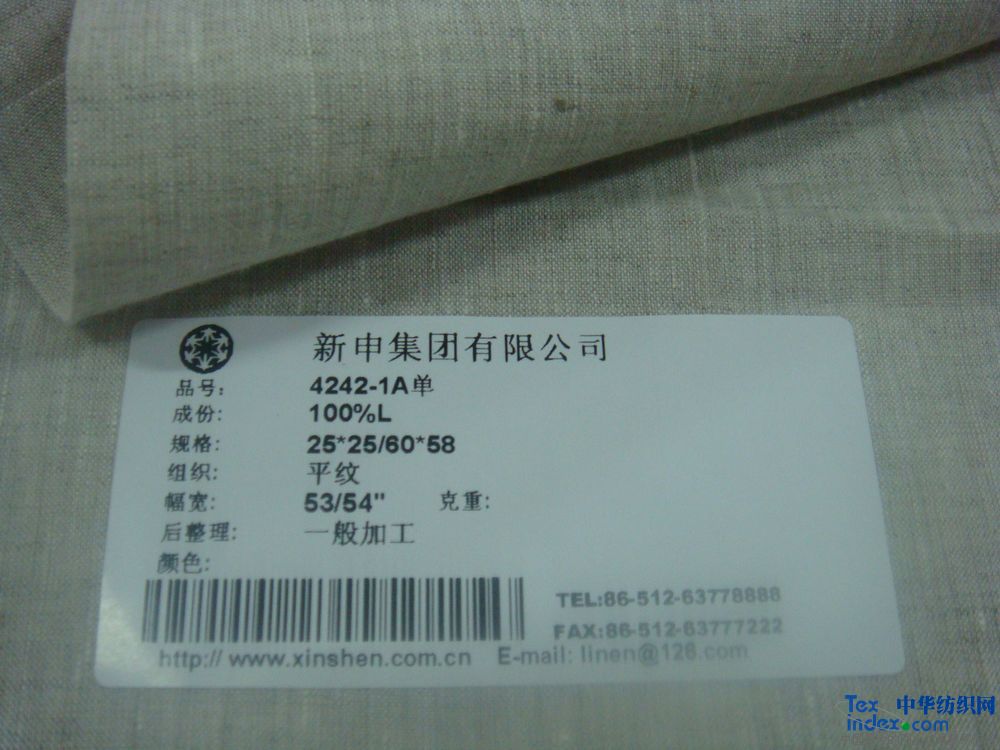 新申集团有限公司
品号: 4242-1A单
成份: 100%L
规格: 25*25/60*58
组织: 平纹
幅宽: 53/54" 克重:
后整理: 一般加工
颜色:
TEL:86-512-63778888
FAX:86-512-63777222
http:// www.xinshen.com.cn E-mail: linen@126.com
Tex 中华纺织网
index.com